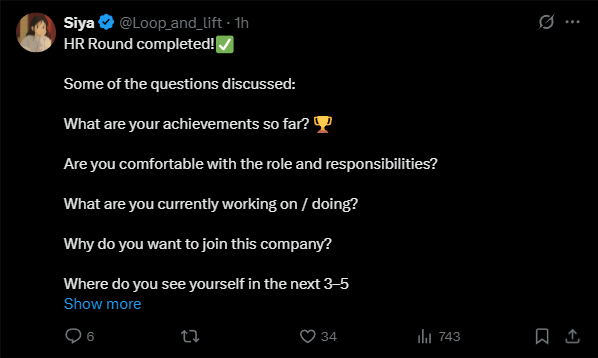 Siya @Loop_and_lift · 1h
HR Round completed!✅
Some of the questions discussed:
What are your achievements so far? 🏆
Are you comfortable with the role and responsibilities?
What are you currently working on / doing?
Why do you want to join this company?
Where do you see yourself in the next 3–5
Show more
6 34 743